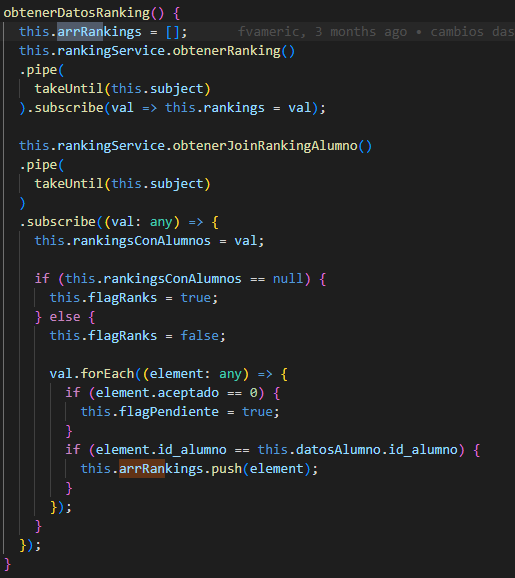 obtenerDatosRanking() {
  this.arrRankings = [];     fvameric, 3 months ago • cambios das
  this.rankingService.obtenerRanking()
  .pipe(
    takeUntil(this.subject)
  ).subscribe(val => this.rankings = val);

  this.rankingService.obtenerJoinRankingAlumno()
  .pipe(
    takeUntil(this.subject)
  )
  .subscribe((val: any) => {
    this.rankingsConAlumnos = val;

    if (this.rankingsConAlumnos == null) {
      this.flagRanks = true;
    } else {
      this.flagRanks = false;

      val.forEach((element: any) => {
        if (element.aceptado == 0) {
          this.flagPendiente = true;
        }
        if (element.id_alumno == this.datosAlumno.id_alumno) {
          this.arrRankings.push(element);
        }
      });
    }
  });
}